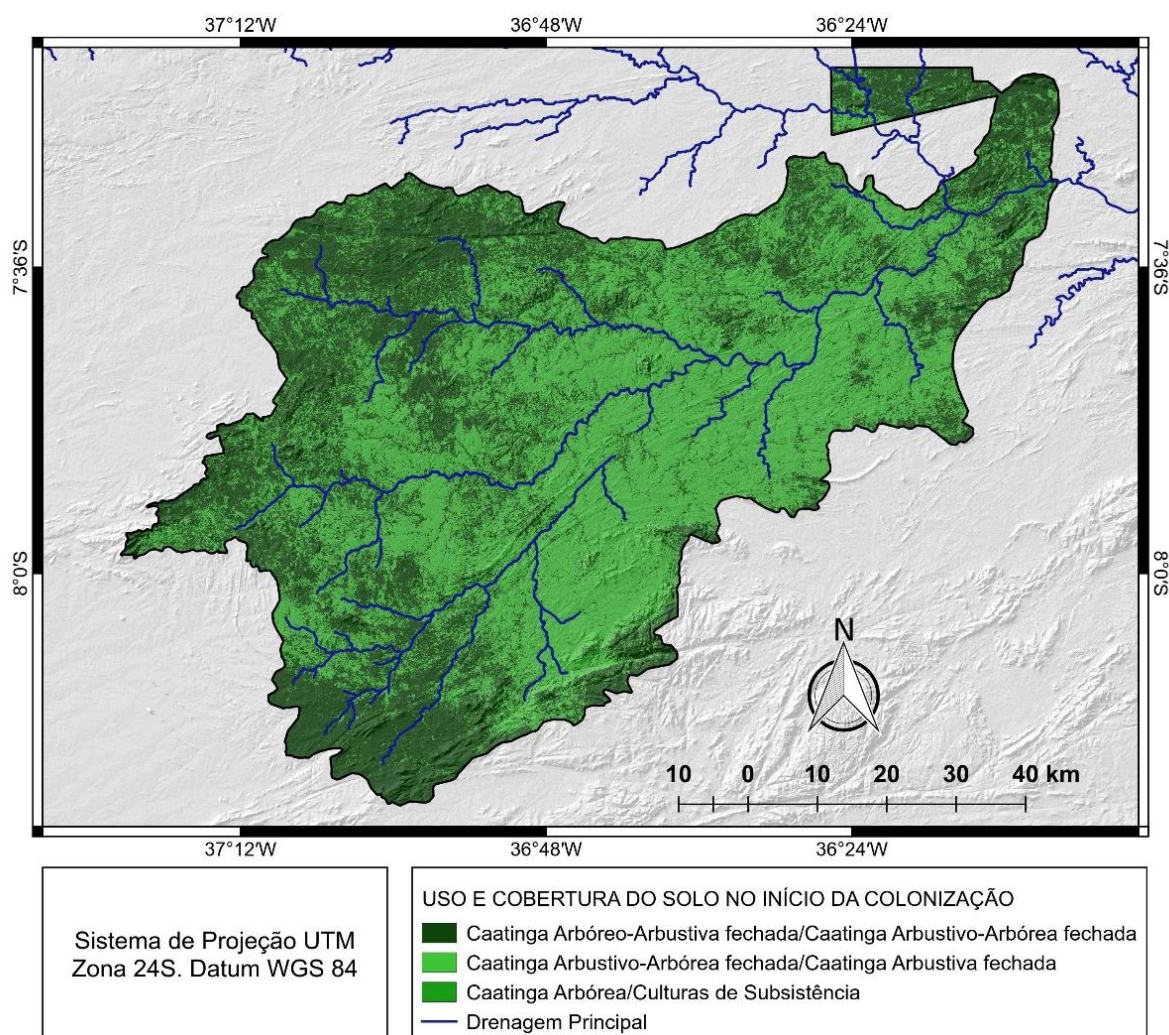 37°12'W 36°48'W 36°24'W
7°36'S 7°36'S
8°0'S 8°0'S
N
10 0 10 20 30 40 km
37°12'W 36°48'W 36°24'W
Sistema de Projeção UTM
Zona 24S. Datum WGS 84
USO E COBERTURA DO SOLO NO INÍCIO DA COLONIZAÇÃO
Caatinga Arbóreo-Arbustiva fechada/Caatinga Arbustivo-Arbórea fechada
Caatinga Arbustivo-Arbórea fechada/Caatinga Arbustiva fechada
Caatinga Arbórea/Culturas de Subsistência
Drenagem Principal